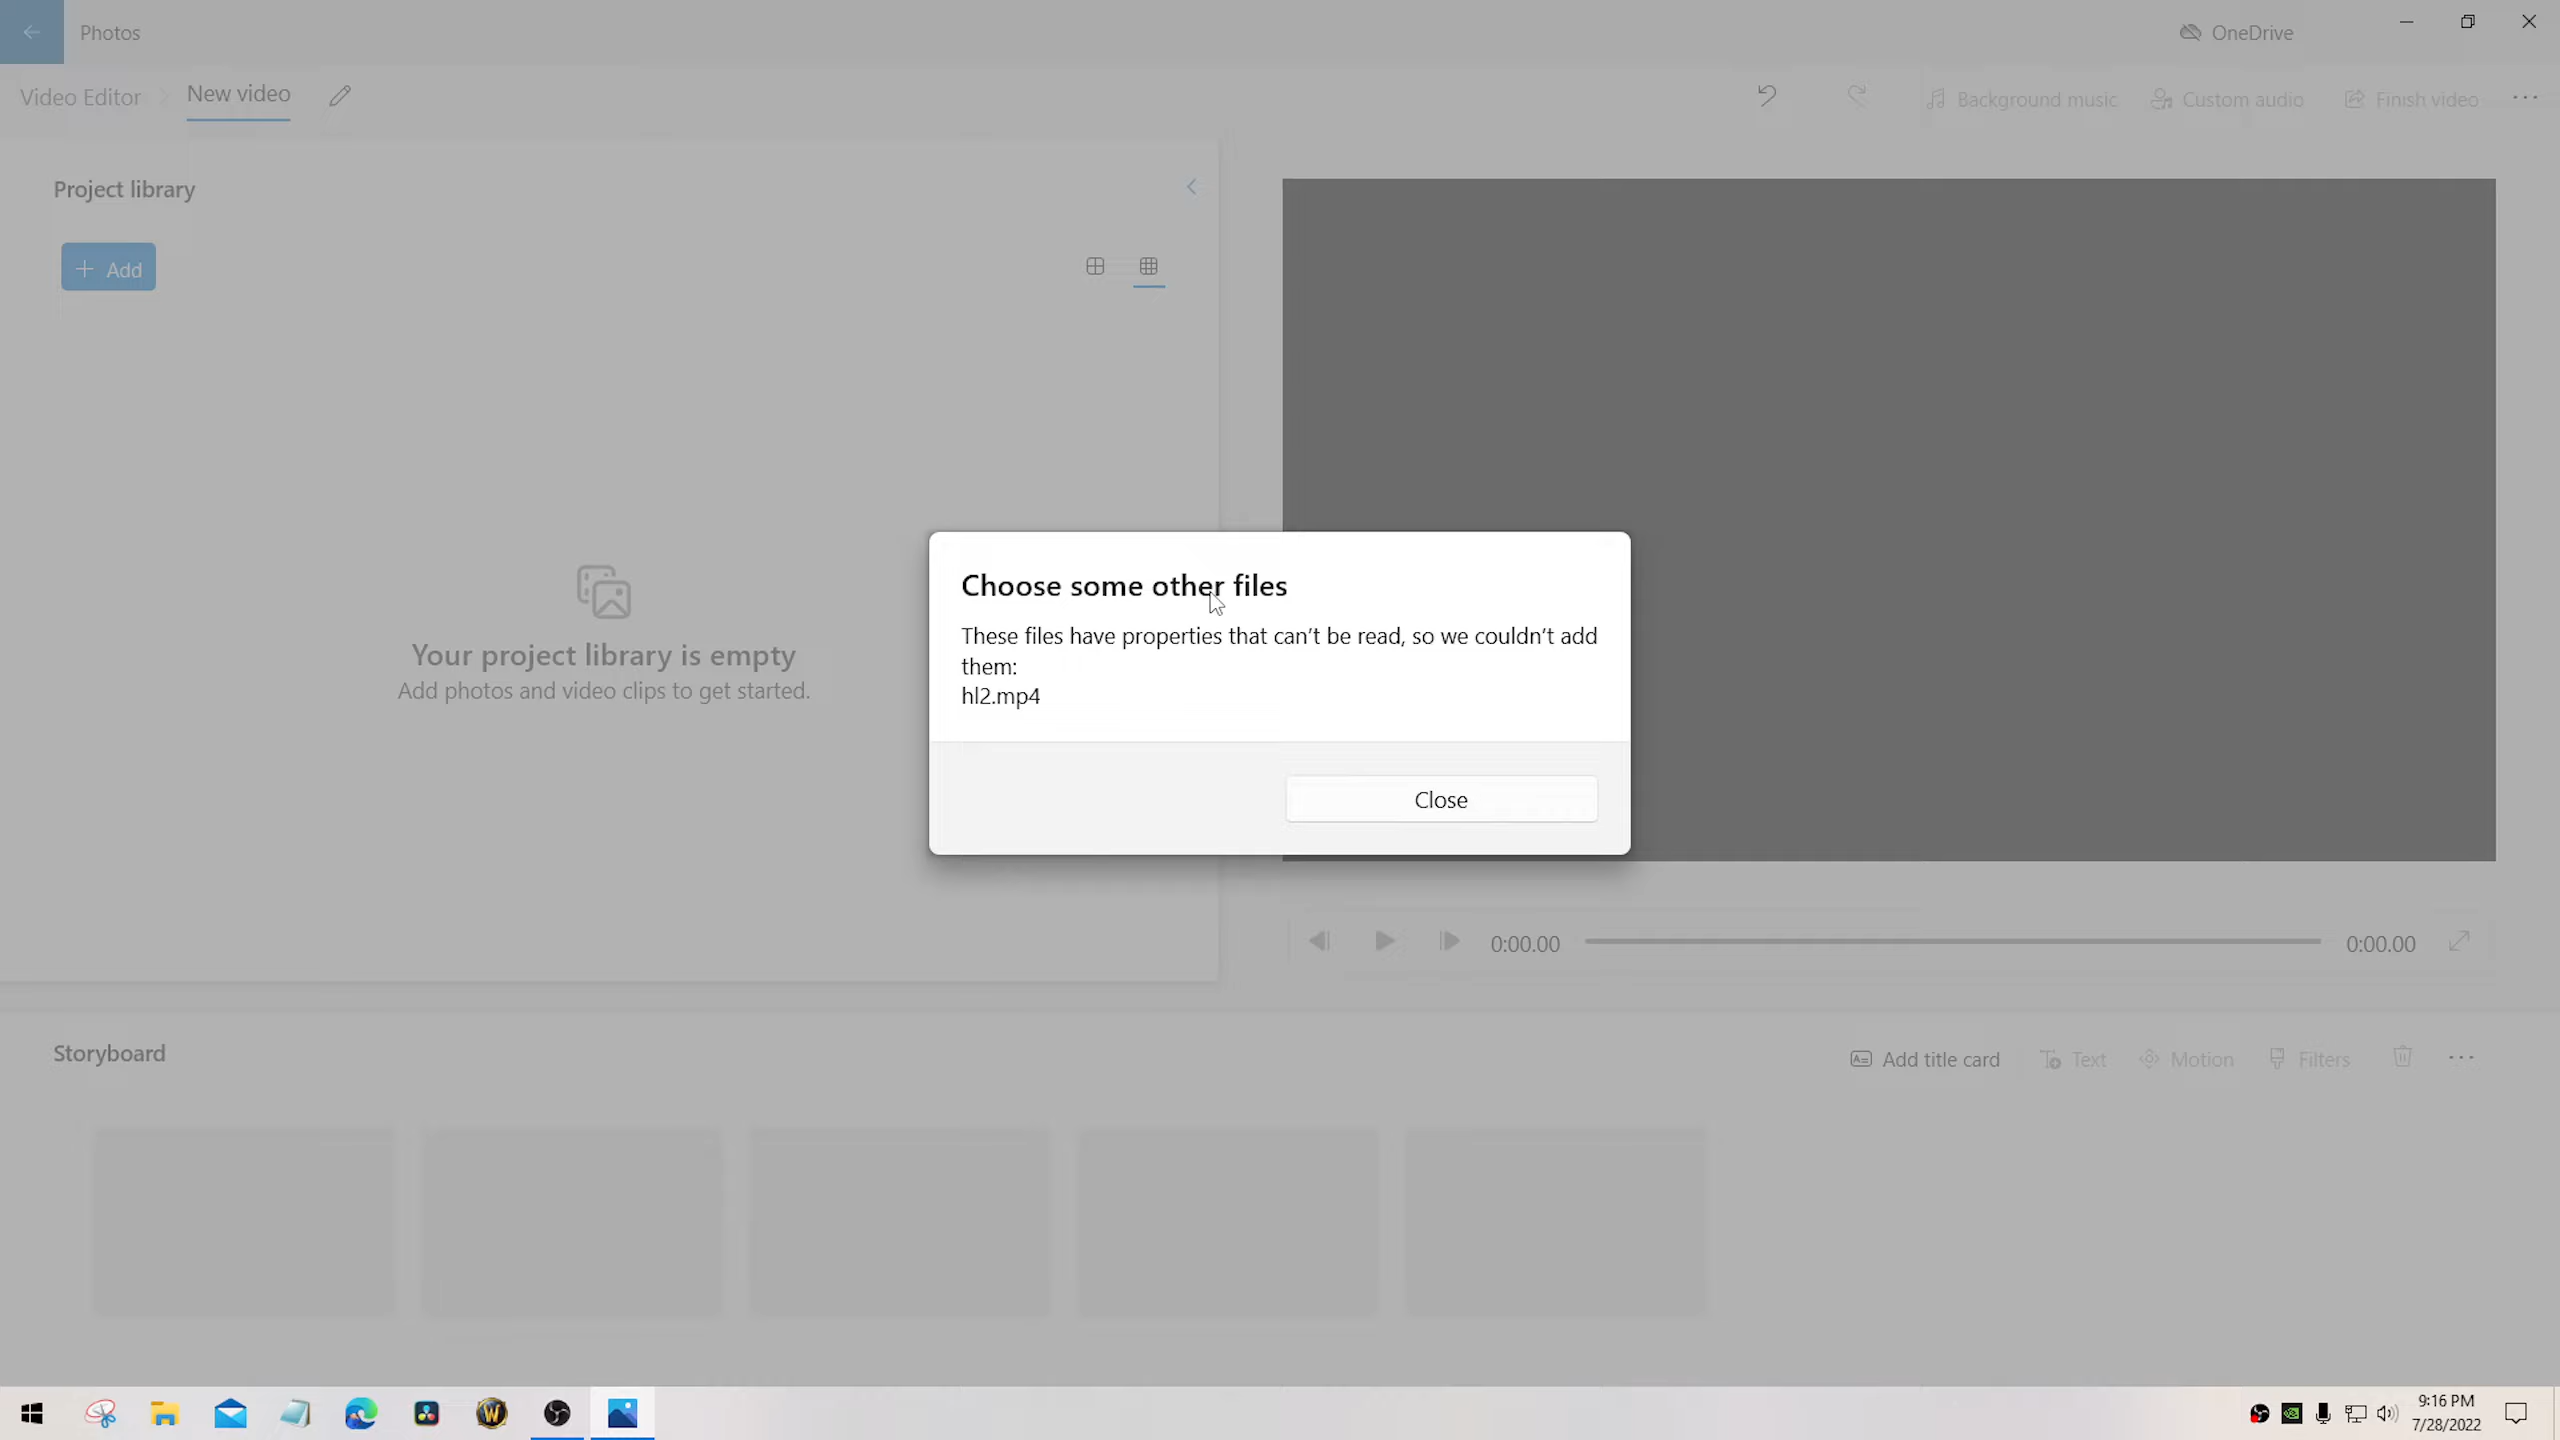 Photos
OneDrive
Video Editor
New video
Background music
Custom audio
Finish video
Project library
Add
Choose some other files
These files have properties that can't be read, so we couldn't add
them:
hl2.mp4
Your project library is empty
Add photos and video clips to get started.
Close
0:00.00
0:00.00
Storyboard
Add title card
Text
Motion
Filters
9:16 PM
7/28/2022